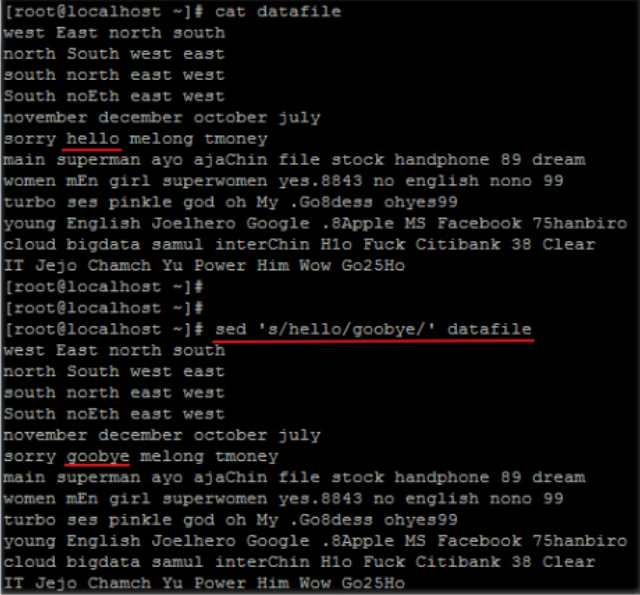 [root@localhost ~]# cat datafile
west East north south
north South west east
south north east west
South noEth east west
november december october july
sorry hello melong tmoney
main superman ayo ajaChin file stock handphone 89 dream
women mEn girl superwomen yes.8843 no english nono 99
turbo ses pinkle god oh My .Go8dess ohyes99
young English Joelhero Google .8Apple MS Facebook 75hanbiro
cloud bigdata samul interChin H1o Fuck Citibank 38 Clear
IT Jejo Chamch Yu Power Him Wow Go25Ho
[root@localhost ~]#
[root@localhost ~]#
[root@localhost ~]# sed 's/hello/goobye/' datafile
west East north south
north South west east
south north east west
South noEth east west
november december october july
sorry goobye melong tmoney
main superman ayo ajaChin file stock handphone 89 dream
women mEn girl superwomen yes.8843 no english nono 99
turbo ses pinkle god oh My .Go8dess ohyes99
young English Joelhero Google .8Apple MS Facebook 75hanbiro
cloud bigdata samul interChin H1o Fuck Citibank 38 Clear
IT Jejo Chamch Yu Power Him Wow Go25Ho